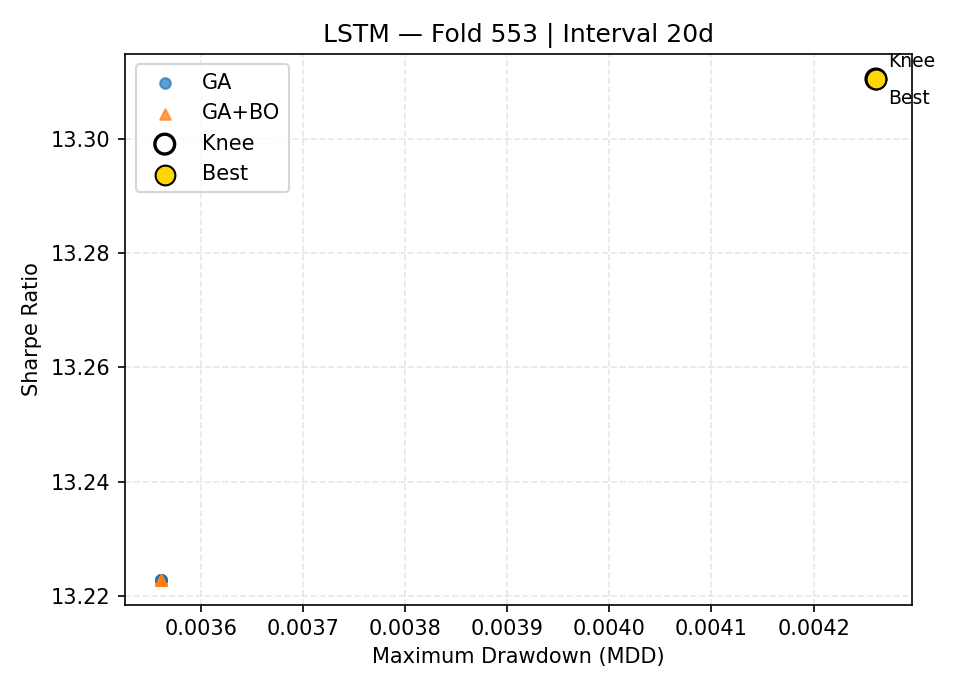 LSTM — Fold 553 | Interval 20d
Knee
Best
GA
GA+BO
Knee
Best
13.30
13.28
13.26
13.24
13.22
Sharpe Ratio
0.0036 0.0037 0.0038 0.0039 0.0040 0.0041 0.0042
Maximum Drawdown (MDD)